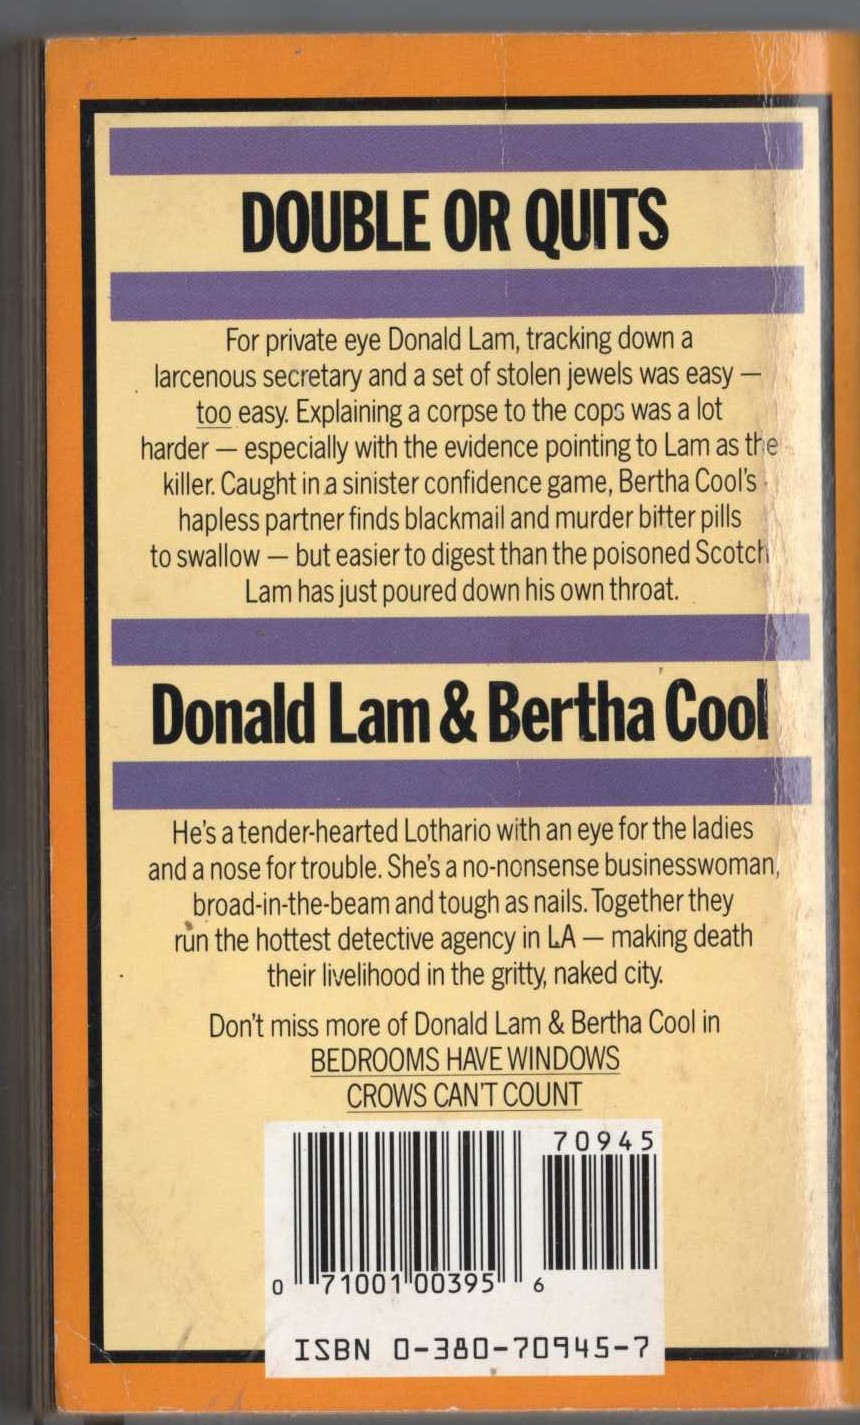 DOUBLE OR QUITS
For private eye Donald Lam, tracking down a
larcenous secretary and a set of stolen jewels was easy —
too easy. Explaining a corpse to the cops was a lot
harder — especially with the evidence pointing to Lam as the
killer. Caught in a sinister confidence game, Bertha Cool's
hapless partner finds blackmail and murder bitter pills
to swallow — but easier to digest than the poisoned Scotch
Lam has just poured down his own throat.
Donald Lam & Bertha Cool
He's a tender-hearted Lothario with an eye for the ladies
and a nose for trouble. She's a no-nonsense businesswoman,
broad-in-the-beam and tough as nails. Together they
run the hottest detective agency in LA — making death
their livelihood in the gritty, naked city.
Don't miss more of Donald Lam & Bertha Cool in
BEDROOMS HAVE WINDOWS
CROWS CAN'T COUNT
70945
0 71001 00395 6
ISBN 0-380-70945-7